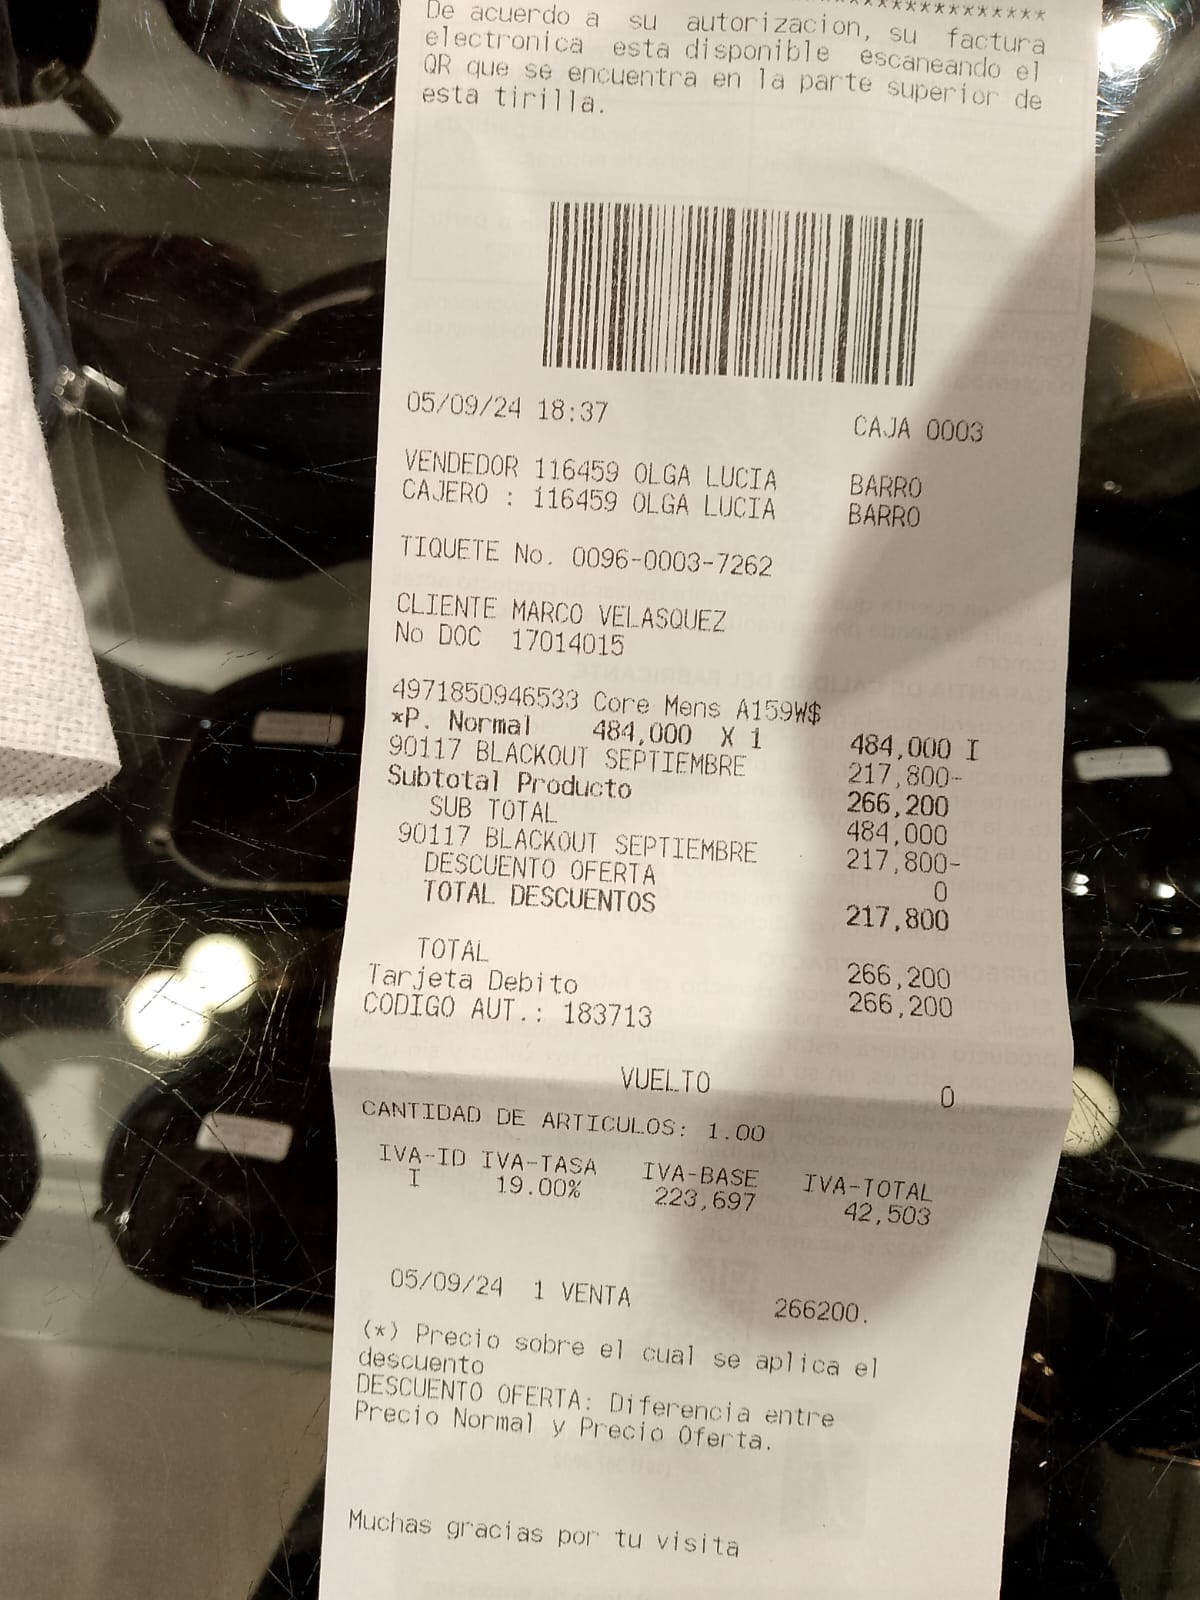 ********************
De acuerdo a su autorizacion, su factura
electronica esta disponible escaneando el
QR que se encuentra en la parte superior de
esta tirilla.
05/09/24 18:37 CAJA 0003
VENDEDOR 116459 OLGA LUCIA BARRO
CAJERO : 116459 OLGA LUCIA BARRO
TIQUETE No. 0096-0003-7262
CLIENTE MARCO VELASQUEZ
No DOC 17014015
4971850946533 Core Mens A159W$
*P. Normal 484,000 X 1 484,000 I
90117 BLACKOUT SEPTIEMBRE 217,800-
Subtotal Producto 266,200
SUB TOTAL 484,000
90117 BLACKOUT SEPTIEMBRE 217,800-
DESCUENTO OFERTA 0
TOTAL DESCUENTOS 217,800
TOTAL 266,200
Tarjeta Debito 266,200
CODIGO AUT.: 183713
VUELTO 0
CANTIDAD DE ARTICULOS: 1.00
IVA-ID IVA-TASA IVA-BASE IVA-TOTAL
I 19.00% 223,697 42,503
05/09/24 1 VENTA 266200.
(*) Precio sobre el cual se aplica el
descuento
DESCUENTO OFERTA: Diferencia entre
Precio Normal y Precio Oferta.
Muchas gracias por tu visita